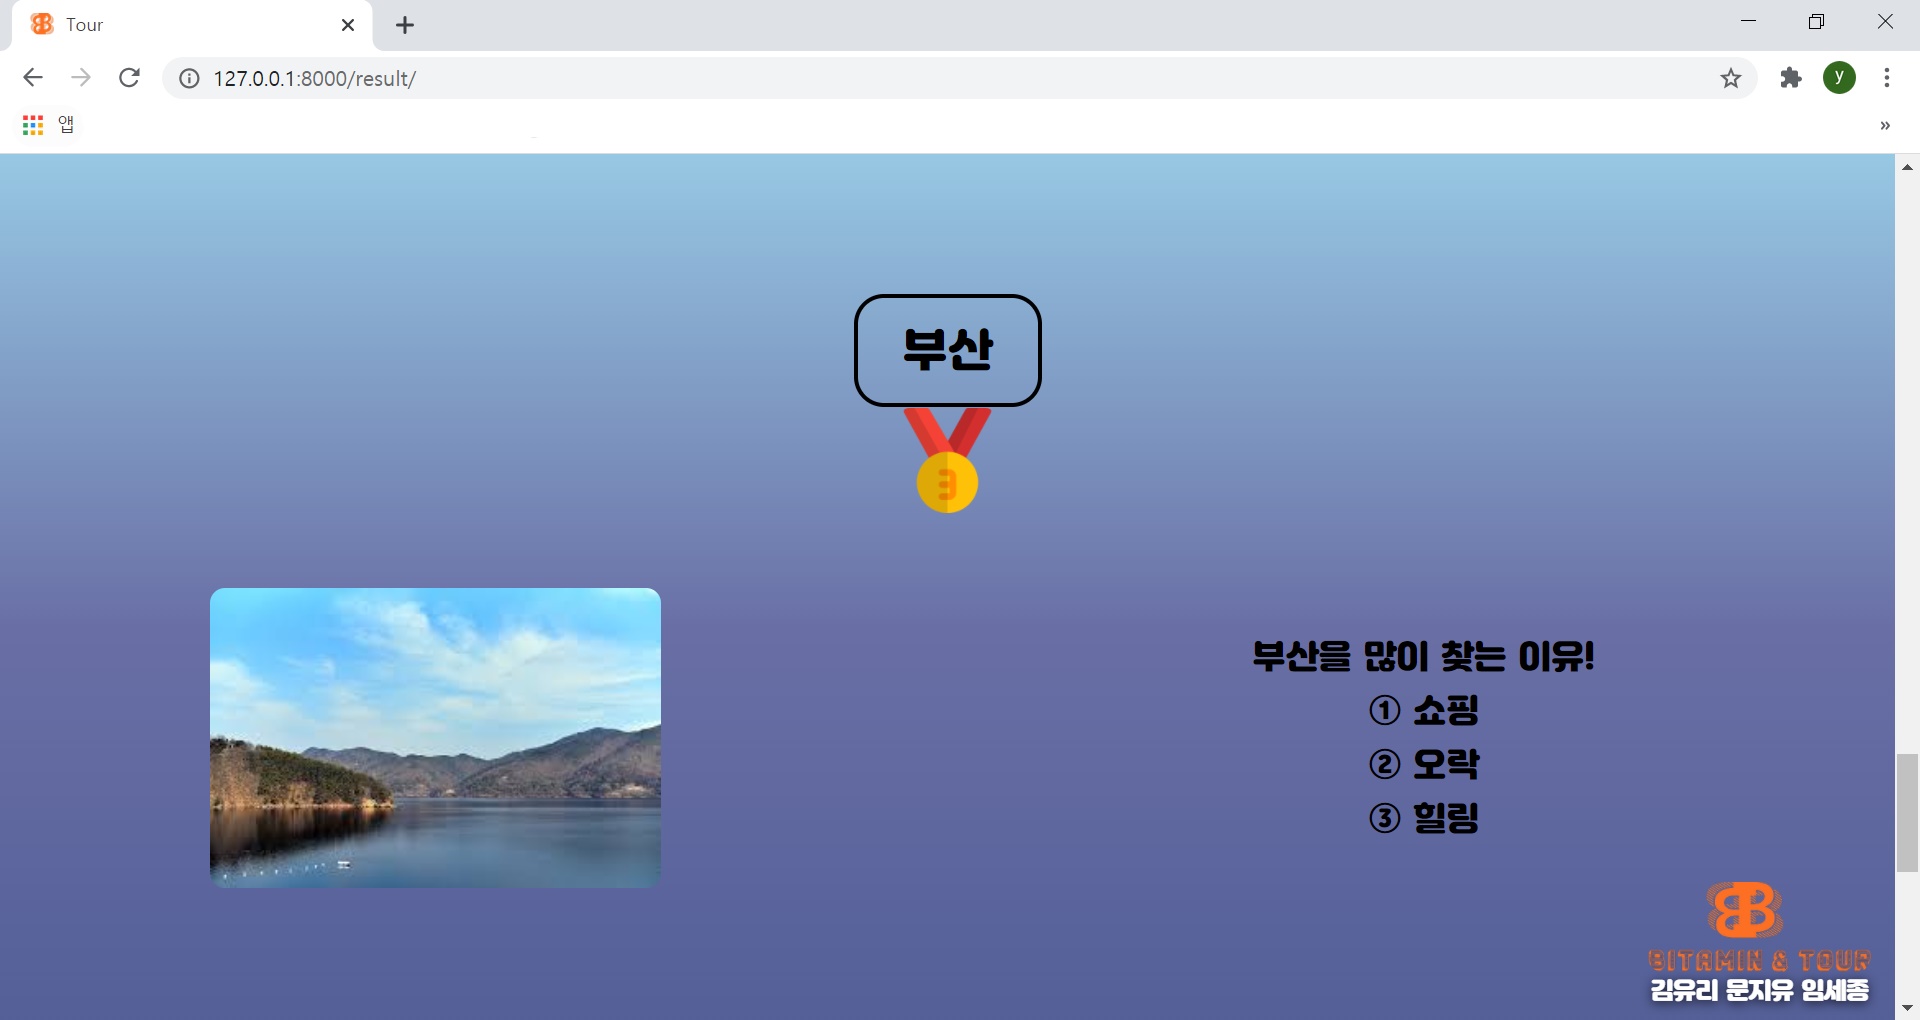 Tour
127.0.0.1:8000/result/
y
앱
»
부산
3
부산을 많이 찾는 이유!
① 쇼핑
② 오락
③ 힐링
BITAMIN & TOUR
김유리 문지유 임세종